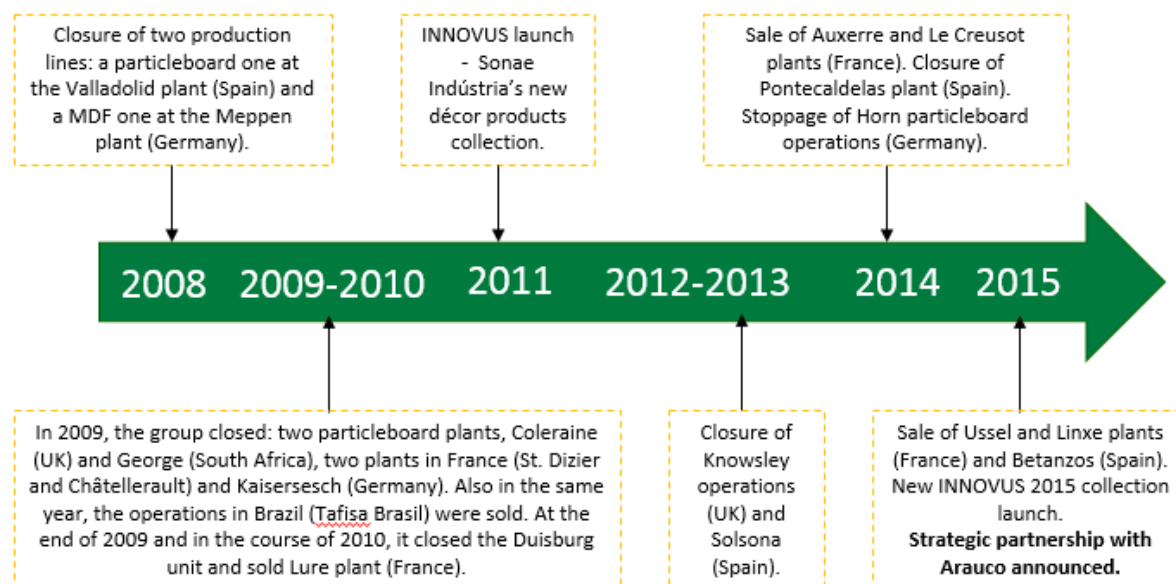 Closure of two production
lines: a particleboard one at
the Valladolid plant (Spain) and
a MDF one at the Meppen
plant (Germany).
INNOVUS launch
- Sonae
Indústria's new
décor products
collection.
Sale of Auxerre and Le Creusot
plants (France). Closure of
Pontecaldelas plant (Spain).
Stoppage of Horn particleboard
operations (Germany).
2008
2009-2010
2011
2012-2013
2014
2015
In 2009, the group closed: two particleboard plants, Coleraine
(UK) and George (South Africa), two plants in France (St. Dizier
and Châtellerault) and Kaisersesch (Germany). Also in the same
year, the operations in Brazil (Tafisa Brasil) were sold. At the
end of 2009 and in the course of 2010, it closed the Duisburg
unit and sold Lure plant (France).
Closure of
Knowsley
operations
(UK) and
Solsona
(Spain).
Sale of Ussel and Linxe plants
(France) and Betanzos (Spain).
New INNOVUS 2015 collection
launch.
Strategic partnership with
Arauco announced.